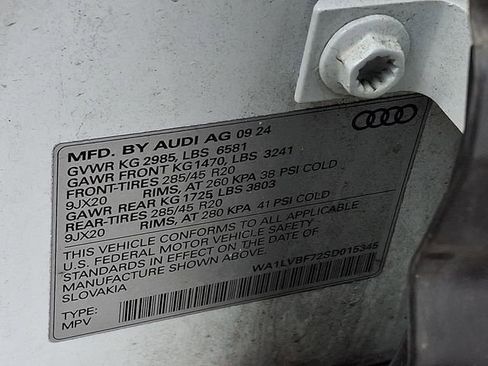 MFD. BY AUDI AG 09 24
GVWR KG 2985, LBS 6581
GAWR FRONT KG1470, LBS 3241
FRONT-TIRES 285/45 R20
9JX20 RIMS, AT 260 KPA 38 PSI COLD
GAWR REAR KG 1725 LBS 3803
REAR-TIRES 285/45 R20
9JX20 RIMS, AT 280 KPA 41 PSI COLD
THIS VEHICLE CONFORMS TO ALL APPLICABLE
U.S. FEDERAL MOTOR VEHICLE SAFETY
STANDARDS IN EFFECT ON THE DATE OF
MANUFACTURE SHOWN ABOVE.
SLOVAKIA
WA1LVBF72SD015345
TYPE:
MPV